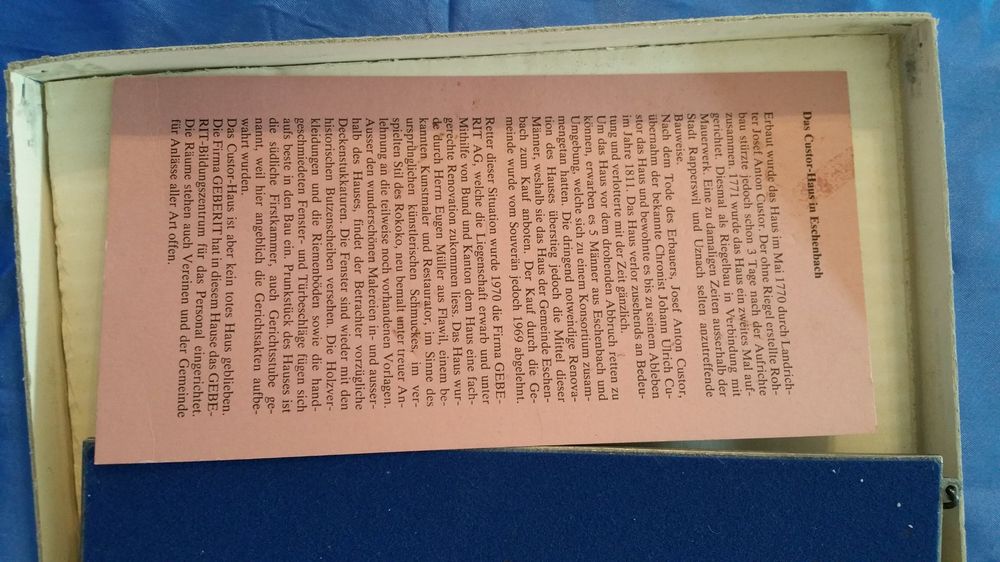 Das Custor-Haus in Eschenbach
Erbaut wurde das Haus im Mai 1770 durch Landrich-
ter Josef Anton Custor. Der ohne Riegel erstellte Roh-
bau stürzte jedoch schon 3 Tage nach der Aufrichte
zusammen. 1771 wurde das Haus ein zweites Mal auf-
gerichtet. Diesmal als Riegelbau in Verbindung mit
Mauerwerk. Eine zu damaligen Zeiten ausserhalb der
Stadt Rapperswil und Uznach selten anzutreffende
Bauweise.
Nach dem Tode des Erbauers, Josef Anton Custor,
übernahm der bekannte Chronist Johann Ulrich Cu-
stor das Haus und bewohnte es bis zu seinem Ableben
im Jahre 1811. Das Haus verlor zusehends an Bedeu-
tung und verlotterte mit der Zeit gänzlich.
Um das Haus vor dem drohenden Abbruch retten zu
können, erwarben es 5 Männer aus Eschenbach und
Umgebung, welche sich zu einem Konsortium zusam-
mengetan hatten. Die dringend notwendige Renova-
tion des Hauses überstieg jedoch die Mittel dieser
Männer, weshalb sie das Haus der Gemeinde Eschen-
bach zum Kauf anboten. Der Kauf durch die Ge-
meinde wurde vom Souverän jedoch 1969 abgelehnt.
Retter dieser Situation wurde 1970 die Firma GEBE-
RIT AG, welche die Liegenschaft erwarb und unter
Mithilfe von Bund und Kanton dem Haus eine fach-
gerechte Renovation zukommen liess. Das Haus wur-
de durch Herrn Eugen Müller aus Flawil, einem be-
kannten Kunstmaler und Restaurator, im Sinne des
ursprünglichen künstlerischen Schmuckes, im ver-
spielten Stil des Rokoko, neu bemalt unter treuer An-
lehnung an die teilweise noch vorhandenen Vorlagen.
Ausser den wunderschönen Malereien in- und ausser-
halb des Hauses, findet der Betrachter vorzügliche
Deckenstukkaturen. Die Fenster sind wieder mit den
historischen Butzenscheiben versehen. Die Holzver-
kleidungen und die Riemenböden sowie die hand-
geschmiedeten Fenster- und Türbeschläge fügen sich
aufs beste in den Bau ein. Prunkstück des Hauses ist
die südliche Firstkammer, auch Gerichtsstube ge-
nannt, weil hier angeblich die Gerichtsakten aufbe-
wahrt wurden.
Das Custor-Haus ist aber kein totes Haus geblieben.
Die Firma GEBERIT hat in diesem Hause das GEBE-
RIT-Bildungszentrum für das Personal eingerichtet.
Die Räume stehen auch Vereinen und der Gemeinde
für Anlässe aller Art offen.